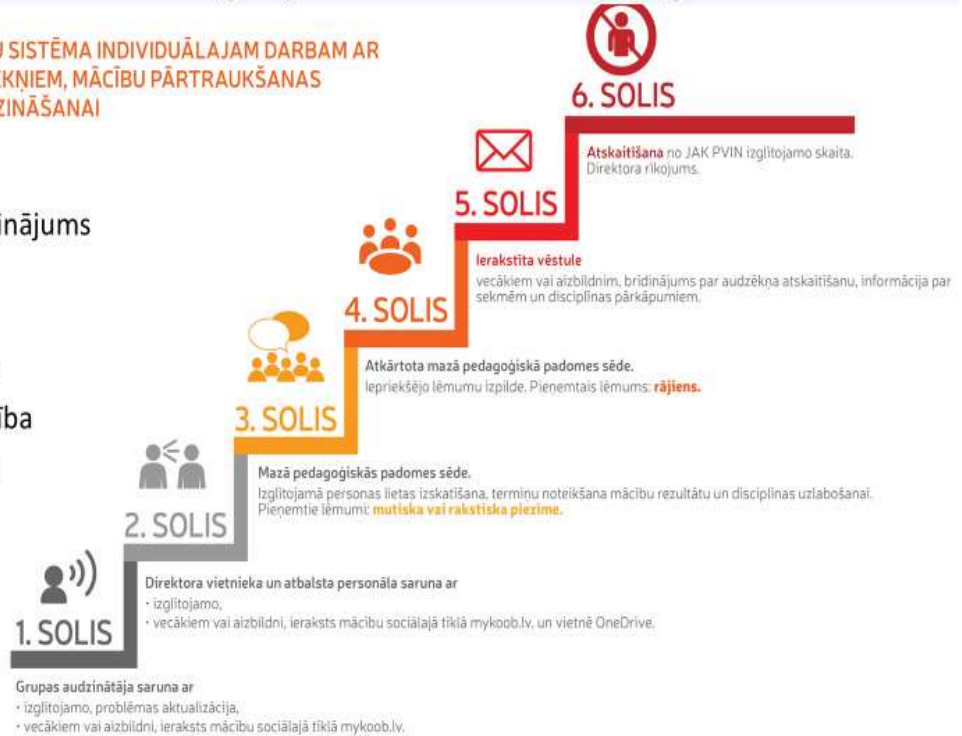 SISTĒMA INDIVIDUĀLAJAM DARBAM AR
MĀCĪBU PĀRTRAUKŠANAS
6. SOLIS
Atskaitīšana no JAK PVIN izglītojamo skaita.
Direktora rīkojums.
5. SOLIS
Ierakstīta vēstule
vecākiem vai aizbildnim, brīdinājums par audzēkņa atskaitīšanu, informācija par
sekmēm un disciplīnas pārkāpumiem.
4. SOLIS
Atkārtota mazā pedagoģiskā padomes sēde.
Iepriekšējo lēmumu izpilde. Pieņemtais lēmums: rājiens.
3. SOLIS
Mazā pedagoģiskās padomes sēde.
Izglītojamā personas lietas izskatīšana, termiņu noteikšana mācību rezultātu un disciplīnas uzlabošanai.
Pieņemtie lēmumi: mutiska vai rakstiska piezīme.
2. SOLIS
Direktora vietnieka un atbalsta personāla saruna ar
· izglītojamo,
· vecākiem vai aizbildni, ieraksts mācību sociālajā tīklā mykoob.lv. un vietnē OneDrive.
1. SOLIS
Grupas audzinātāja saruna ar
· izglītojamo, problēmas aktualizācija,
· vecākiem vai aizbildni, ieraksts mācību sociālajā tīklā mykoob.lv.